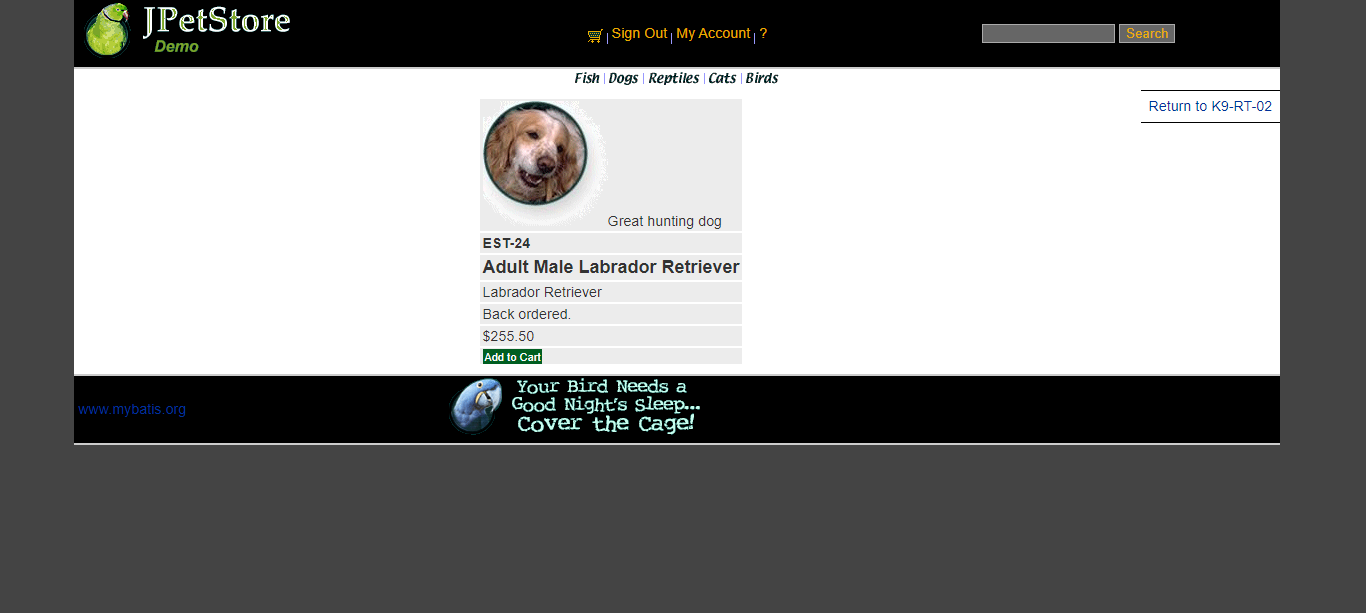 JPetStore
Demo
Sign Out | My Account | ?
Search
Fish | Dogs | Reptiles | Cats | Birds
Return to K9-RT-02
Great hunting dog
EST-24
Adult Male Labrador Retriever
Labrador Retriever
Back ordered.
$255.50
Add to Cart
www.mybatis.org
Your Bird Needs a
Good Night's Sleep...
Cover the Cage!